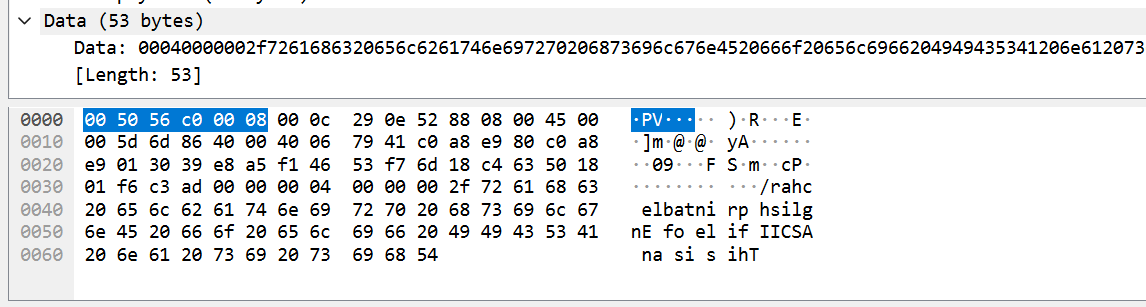 Data (53 bytes)
Data: 00040000002f7261686320656c6261746e697270206873696c676e4520666f20656c6966204949435341206e612073
[Length: 53]
0000 00 50 56 c0 00 08 00 0c 29 0e 52 88 08 00 45 00 ·PV····· )·R···E·
0010 00 5d 6d 86 40 00 40 06 79 41 c0 a8 e9 80 c0 a8 ·]m·@·@· yA······
0020 e9 01 30 39 e8 a5 f1 46 53 f7 6d 18 c4 63 50 18 ··09···F S·m··cP·
0030 01 f6 c3 ad 00 00 00 04 00 00 00 2f 72 61 68 63 ········ ···/rahc
0040 20 65 6c 62 61 74 6e 69 72 70 20 68 73 69 6c 67 elbatni rp hsilg
0050 6e 45 20 66 6f 20 65 6c 69 66 20 49 49 43 53 41 nE fo el if IICSA
0060 20 6e 61 20 73 69 20 73 69 68 54 na si s ihT